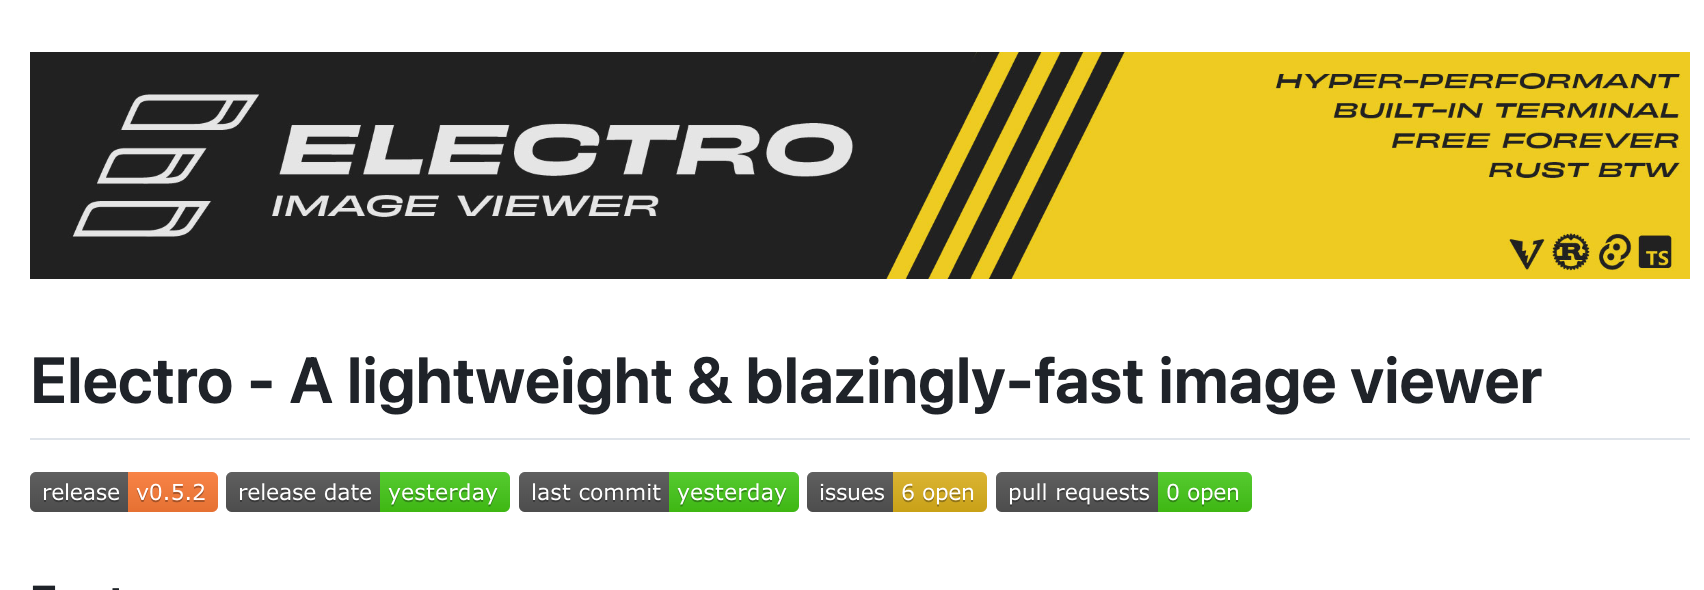 ELECTRO
IMAGE VIEWER
HYPER-PERFORMANT
BUILT-IN TERMINAL
FREE FOREVER
RUST BTW
R TS
Electro - A lightweight & blazingly-fast image viewer
release v0.5.2 release date yesterday last commit yesterday issues 6 open pull requests 0 open